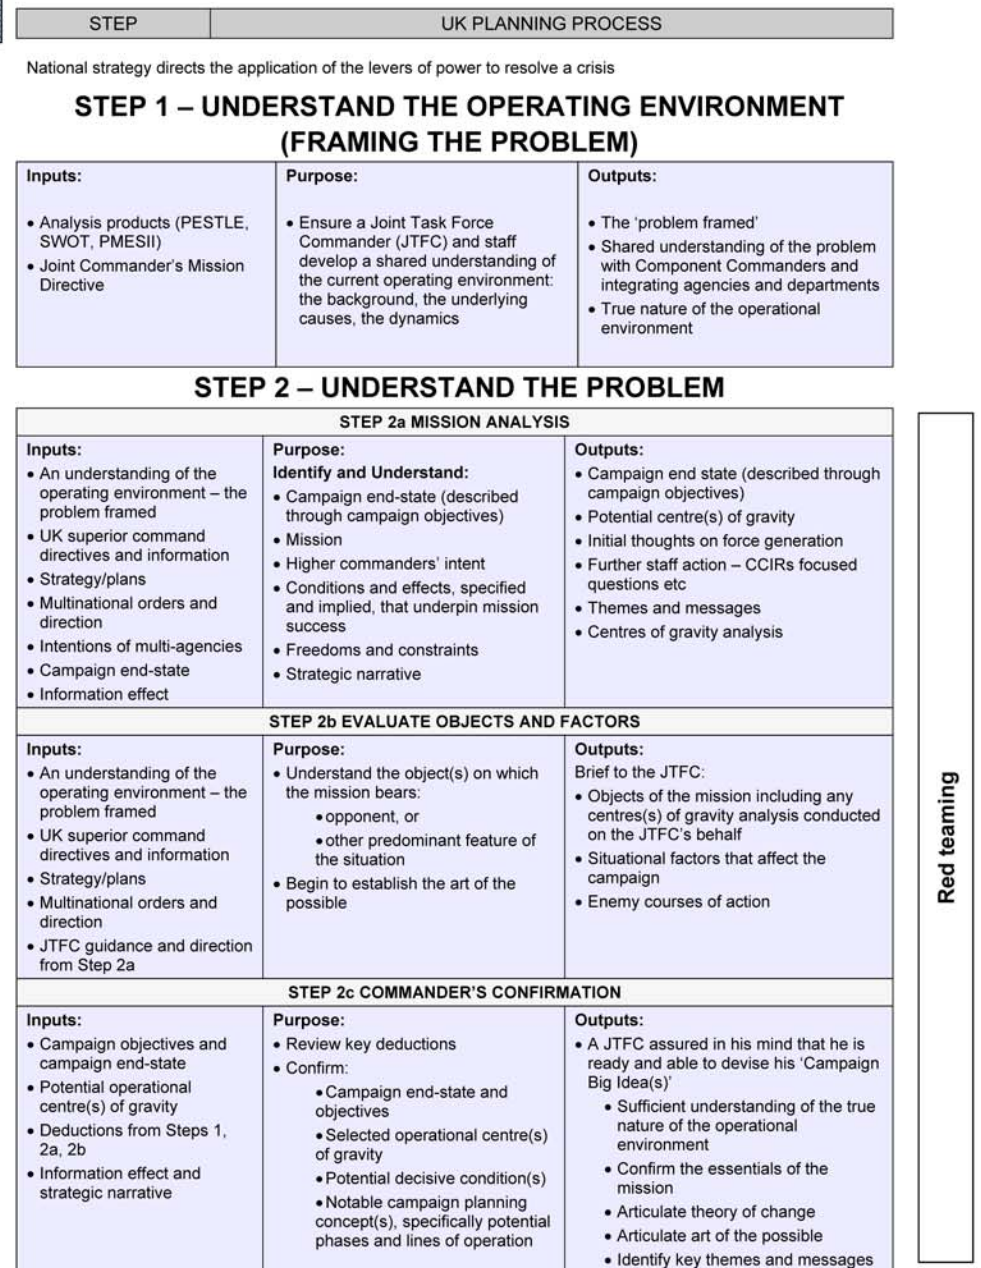 STEP
UK PLANNING PROCESS
National strategy directs the application of the levers of power to resolve a crisis
STEP 1 – UNDERSTAND THE OPERATING ENVIRONMENT
(FRAMING THE PROBLEM)
Inputs:
• Analysis products (PESTLE,
SWOT, PMESII)
• Joint Commander's Mission
Directive
Purpose:
• Ensure a Joint Task Force
Commander (JTFC) and staff
develop a shared understanding of
the current operating environment:
the background, the underlying
causes, the dynamics
Outputs:
• The 'problem framed'
• Shared understanding of the problem
with Component Commanders and
integrating agencies and departments
• True nature of the operational
environment
STEP 2 – UNDERSTAND THE PROBLEM
STEP 2a MISSION ANALYSIS
Inputs:
• An understanding of the
operating environment – the
problem framed
• UK superior command
directives and information
• Strategy/plans
• Multinational orders and
direction
• Intentions of multi-agencies
• Campaign end-state
• Information effect
Purpose:
Identify and Understand:
• Campaign end-state (described
through campaign objectives)
• Mission
• Higher commanders' intent
• Conditions and effects, specified
and implied, that underpin mission
success
• Freedoms and constraints
• Strategic narrative
Outputs:
• Campaign end state (described through
campaign objectives)
• Potential centre(s) of gravity
• Initial thoughts on force generation
• Further staff action – CCIRs focused
questions etc
• Themes and messages
• Centres of gravity analysis
STEP 2b EVALUATE OBJECTS AND FACTORS
Inputs:
• An understanding of the
operating environment – the
problem framed
• UK superior command
directives and information
• Strategy/plans
• Multinational orders and
direction
• JTFC guidance and direction
from Step 2a
Purpose:
• Understand the object(s) on which
the mission bears:
• opponent, or
• other predominant feature of
the situation
• Begin to establish the art of the
possible
Outputs:
Brief to the JTFC:
• Objects of the mission including any
centres(s) of gravity analysis conducted
on the JTFC's behalf
• Situational factors that affect the
campaign
• Enemy courses of action
STEP 2c COMMANDER'S CONFIRMATION
Inputs:
• Campaign objectives and
campaign end-state
• Potential operational
centre(s) of gravity
• Deductions from Steps 1,
2a, 2b
• Information effect and
strategic narrative
Purpose:
• Review key deductions
• Confirm:
• Campaign end-state and
objectives
• Selected operational centre(s)
of gravity
• Potential decisive condition(s)
• Notable campaign planning
concept(s), specifically potential
phases and lines of operation
Outputs:
• A JTFC assured in his mind that he is
ready and able to devise his 'Campaign
Big Idea(s)'
• Sufficient understanding of the true
nature of the operational
environment
• Confirm the essentials of the
mission
• Articulate theory of change
• Articulate art of the possible
• Identify key themes and messages
Red teaming